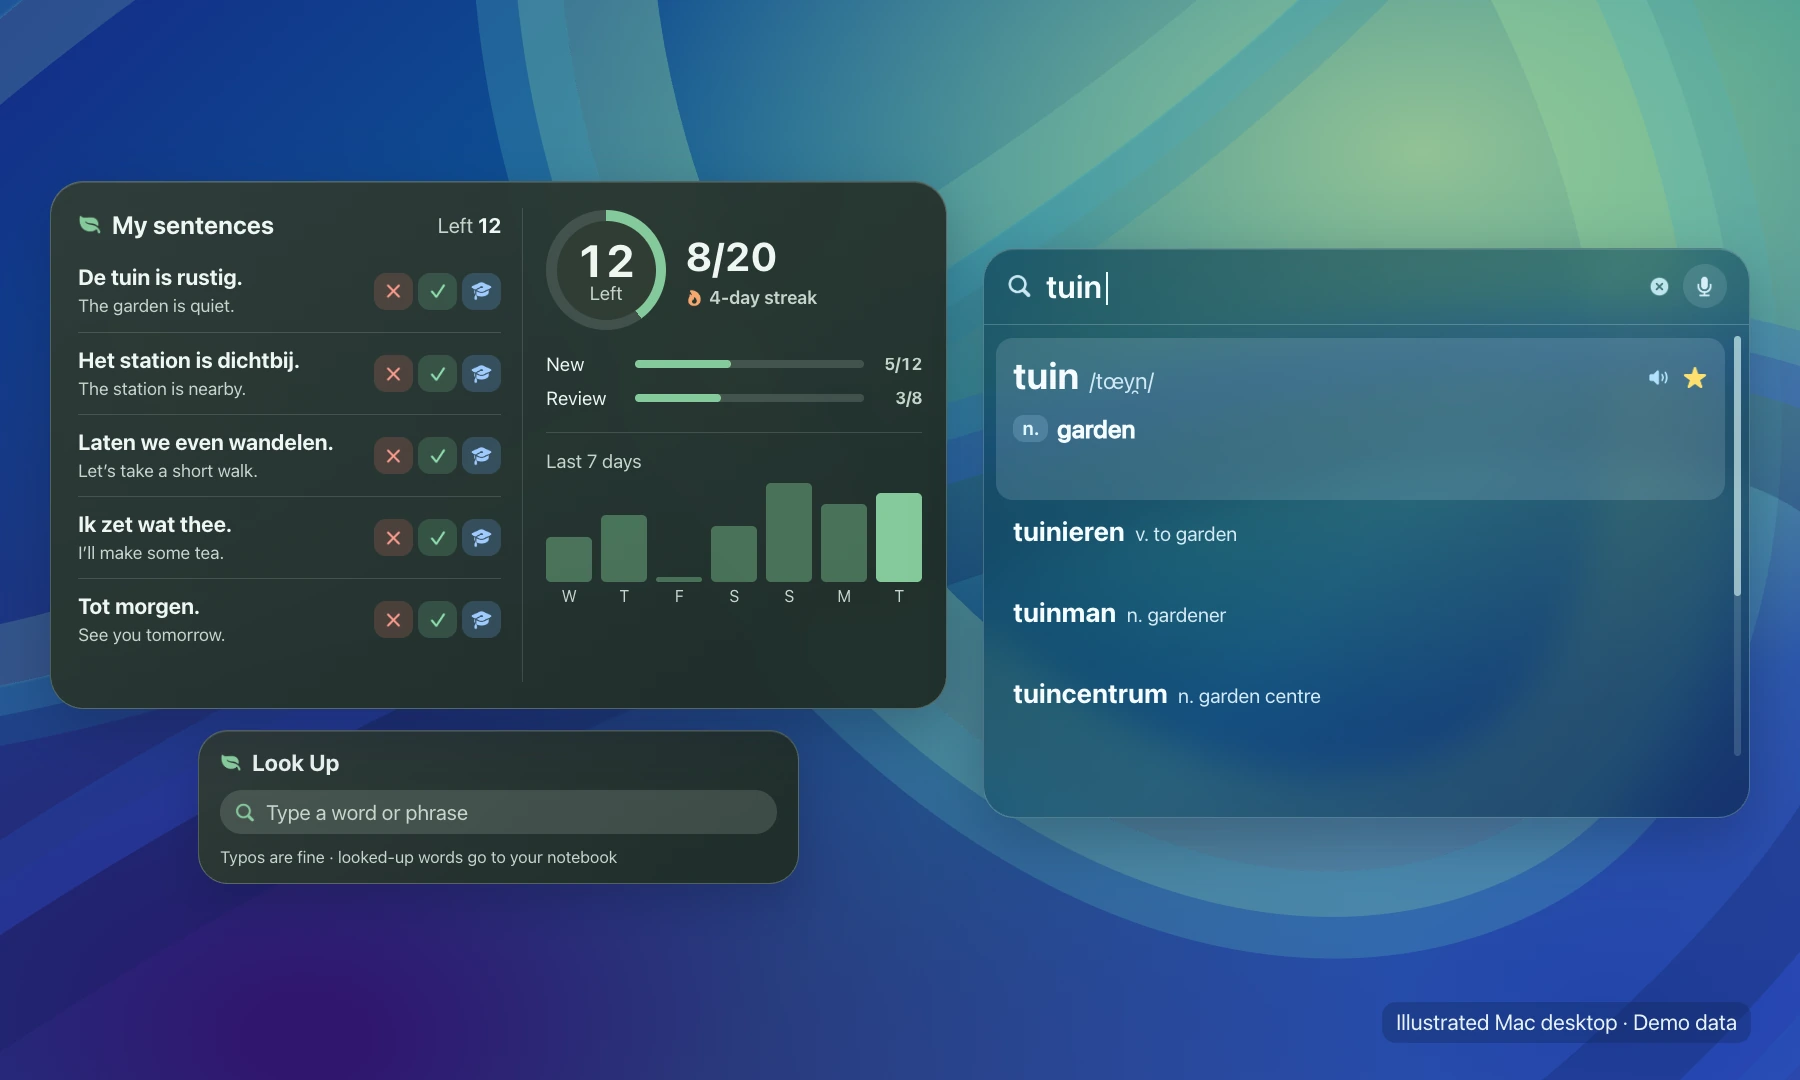 My sentences
Left 12
De tuin is rustig.
The garden is quiet.
Het station is dichtbij.
The station is nearby.
Laten we even wandelen.
Let’s take a short walk.
Ik zet wat thee.
I’ll make some tea.
Tot morgen.
See you tomorrow.
12
Left
8/20
4-day streak
New 5/12
Review 3/8
Last 7 days
W T F S S M T
Look Up
Type a word or phrase
Typos are fine · looked-up words go to your notebook
tuin
tuin /tœyn̯/
n. garden
tuinieren v. to garden
tuinman n. gardener
tuincentrum n. garden centre
Illustrated Mac desktop · Demo data